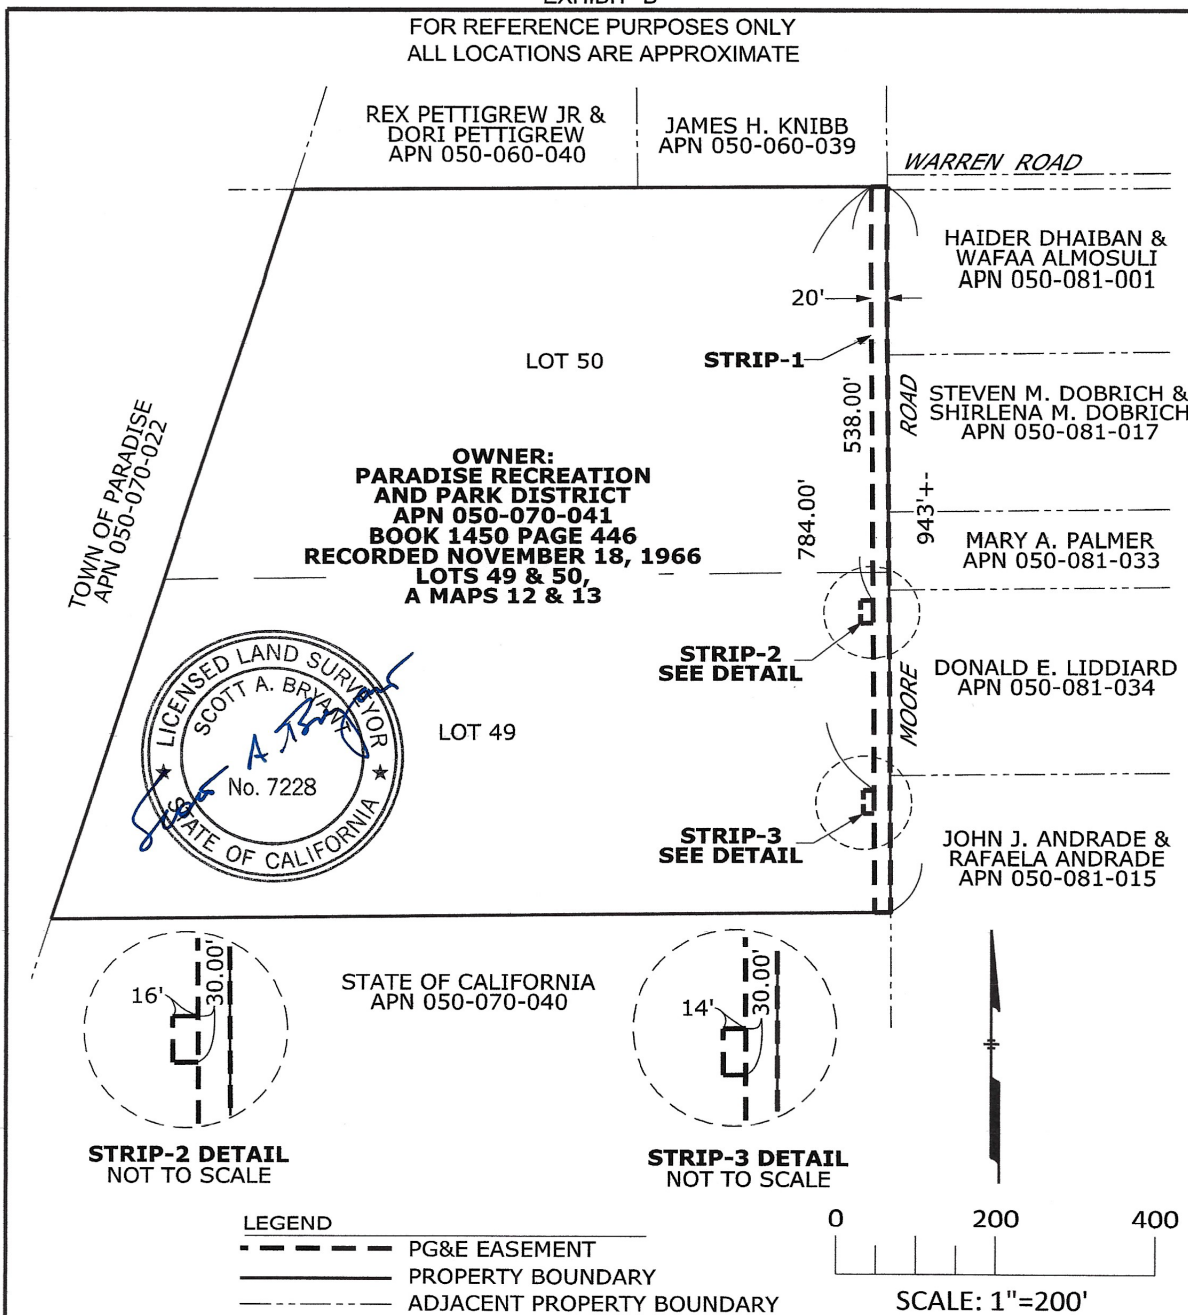 FOR REFERENCE PURPOSES ONLY
ALL LOCATIONS ARE APPROXIMATE
REX PETTIGREW JR &
DORI PETTIGREW
APN 050-060-040
JAMES H. KNIBB
APN 050-060-039
WARREN ROAD
HAIDER DHAIBAN &
WAFAA ALMOSULI
APN 050-081-001
20'
LOT 50
STRIP-1
538.00'
ROAD
STEVEN M. DOBRICH &
SHIRLENA M. DOBRICH
APN 050-081-017
TOWN OF PARADISE
APN 050-070-022
OWNER:
PARADISE RECREATION
AND PARK DISTRICT
APN 050-070-041
BOOK 1450 PAGE 446
RECORDED NOVEMBER 18, 1966
LOTS 49 & 50,
A MAPS 12 & 13
784.00'
943'+-
MARY A. PALMER
APN 050-081-033
STRIP-2
SEE DETAIL
MOORE
DONALD E. LIDDIARD
APN 050-081-034
LICENSED LAND SURVEYOR
SCOTT A. BRYANT
Scott A. Bryant
No. 7228
STATE OF CALIFORNIA
LOT 49
STRIP-3
SEE DETAIL
JOHN J. ANDRADE &
RAFAELA ANDRADE
APN 050-081-015
16'
30.00'
STATE OF CALIFORNIA
APN 050-070-040
14'
30.00'
STRIP-2 DETAIL
NOT TO SCALE
STRIP-3 DETAIL
NOT TO SCALE
LEGEND
PG&E EASEMENT
PROPERTY BOUNDARY
ADJACENT PROPERTY BOUNDARY
0 200 400
SCALE: 1"=200'